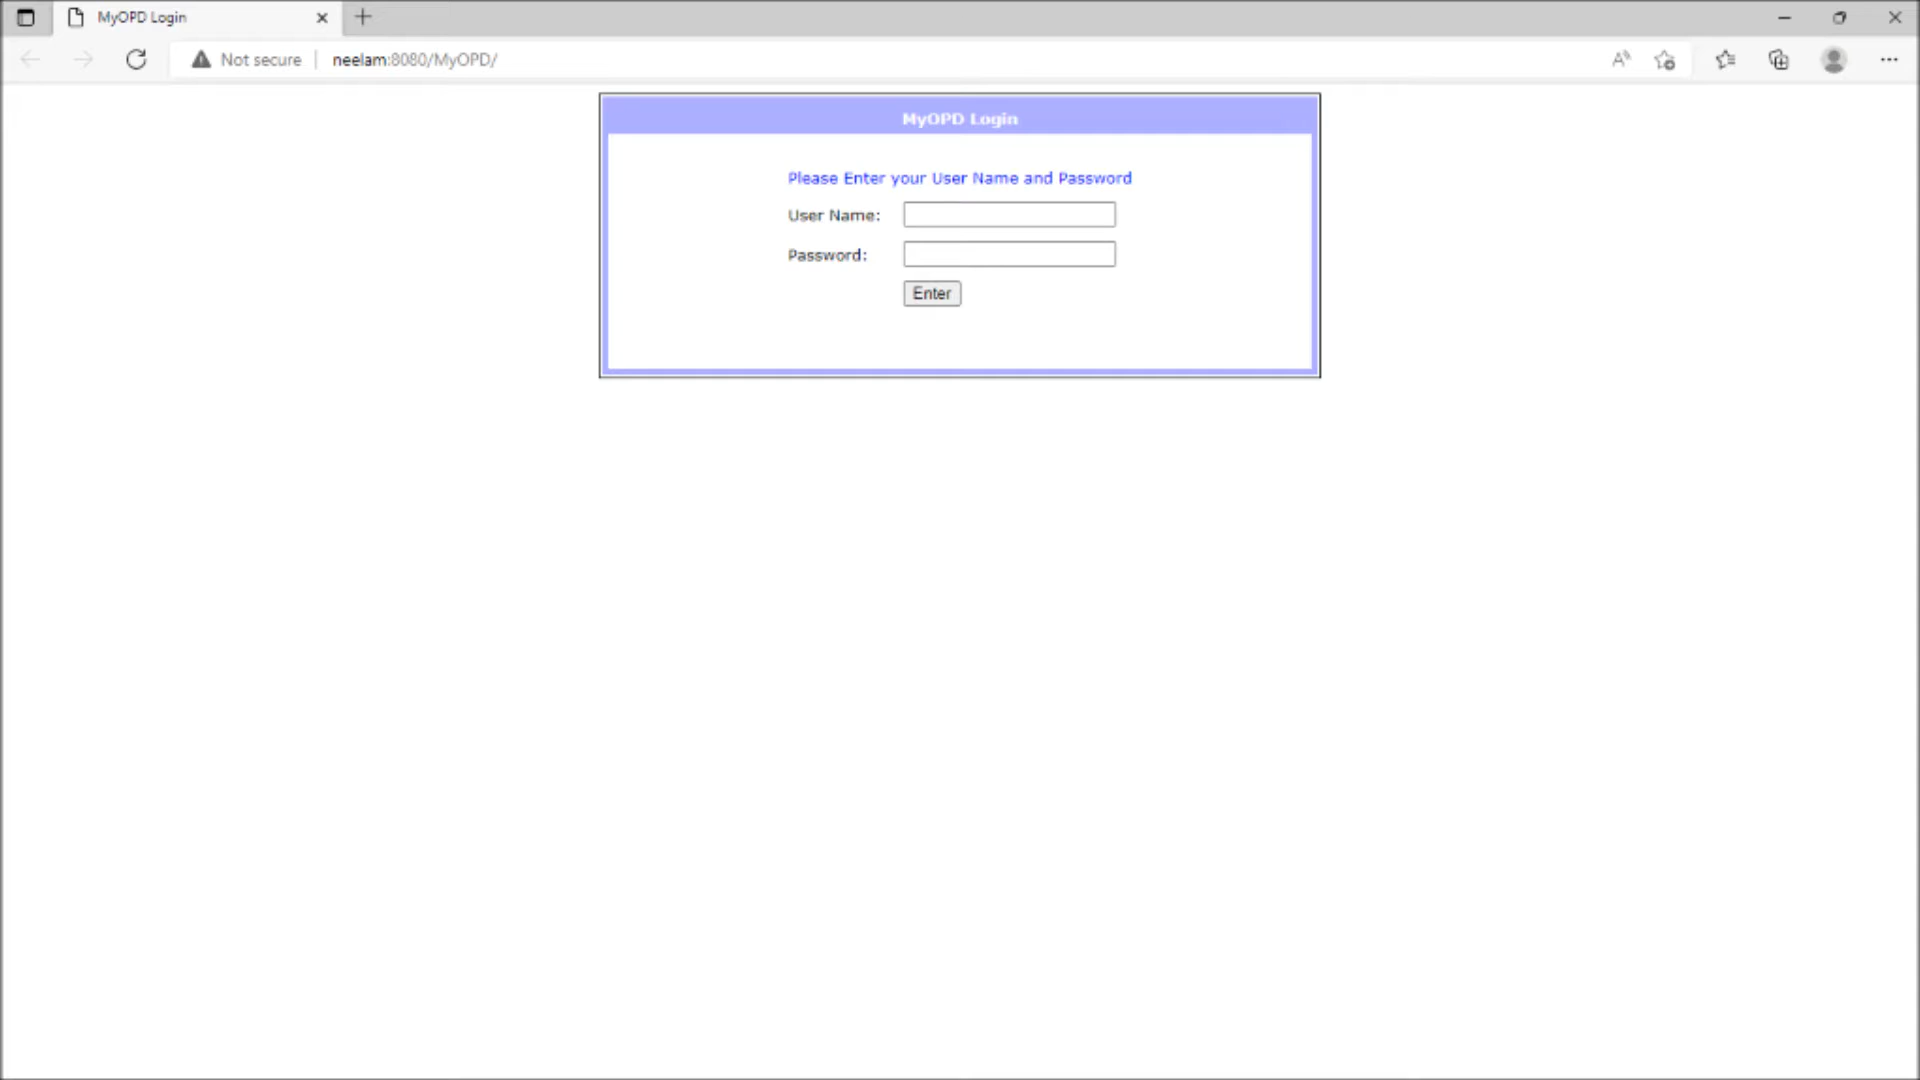 MyOPD Login
Not secure
neelam:8080/MyOPD/
MyOPD Login
Please Enter your User Name and Password
User Name:
Password:
Enter